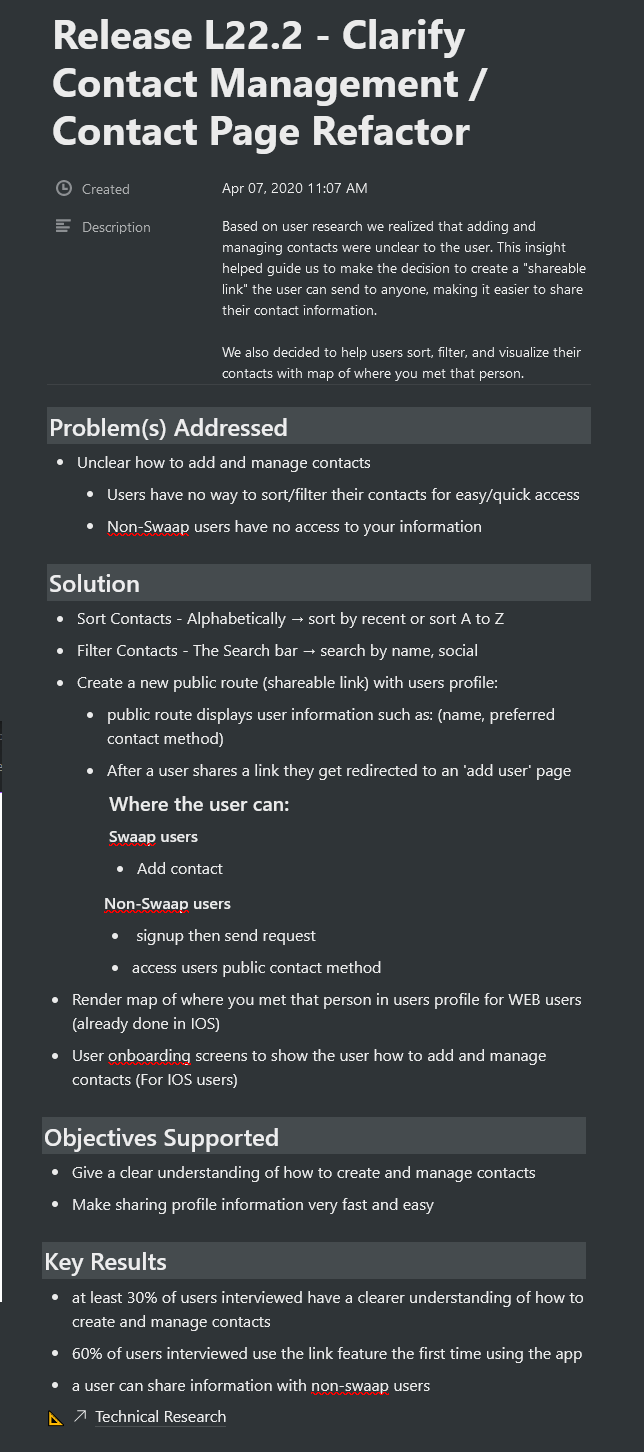 Release L22.2 - Clarify
Contact Management /
Contact Page Refactor
Created Apr 07, 2020 11:07 AM
Description Based on user research we realized that adding and
managing contacts were unclear to the user. This insight
helped guide us to make the decision to create a "shareable
link" the user can send to anyone, making it easier to share
their contact information.
We also decided to help users sort, filter, and visualize their
contacts with map of where you met that person.
Problem(s) Addressed
• Unclear how to add and manage contacts
• Users have no way to sort/filter their contacts for easy/quick access
• Non-Swaap users have no access to your information
Solution
• Sort Contacts - Alphabetically → sort by recent or sort A to Z
• Filter Contacts - The Search bar → search by name, social
• Create a new public route (shareable link) with users profile:
• public route displays user information such as: (name, preferred
contact method)
• After a user shares a link they get redirected to an 'add user' page
Where the user can:
Swaap users
• Add contact
Non-Swaap users
• signup then send request
• access users public contact method
• Render map of where you met that person in users profile for WEB users
(already done in IOS)
• User onboarding screens to show the user how to add and manage
contacts (For IOS users)
Objectives Supported
• Give a clear understanding of how to create and manage contacts
• Make sharing profile information very fast and easy
Key Results
• at least 30% of users interviewed have a clearer understanding of how to
create and manage contacts
• 60% of users interviewed use the link feature the first time using the app
• a user can share information with non-swaap users
Technical Research